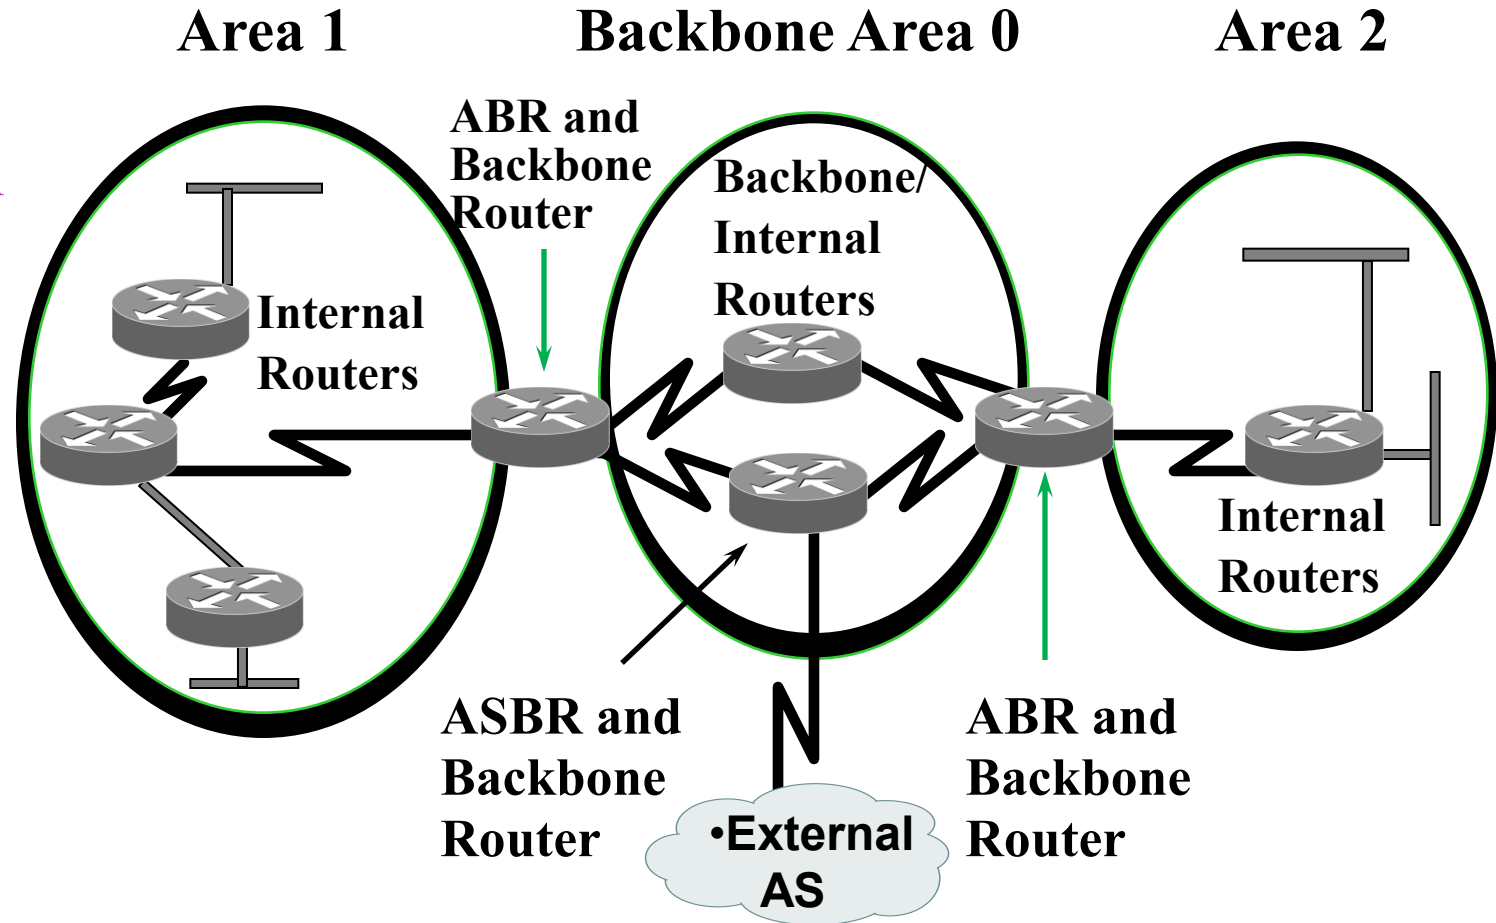 Area 1
Backbone Area 0
Area 2
ABR and
Backbone
Router
Backbone/
Internal
Routers
Internal
Routers
Internal
Routers
ASBR and
Backbone
Router
ABR and
Backbone
Router
•External
AS